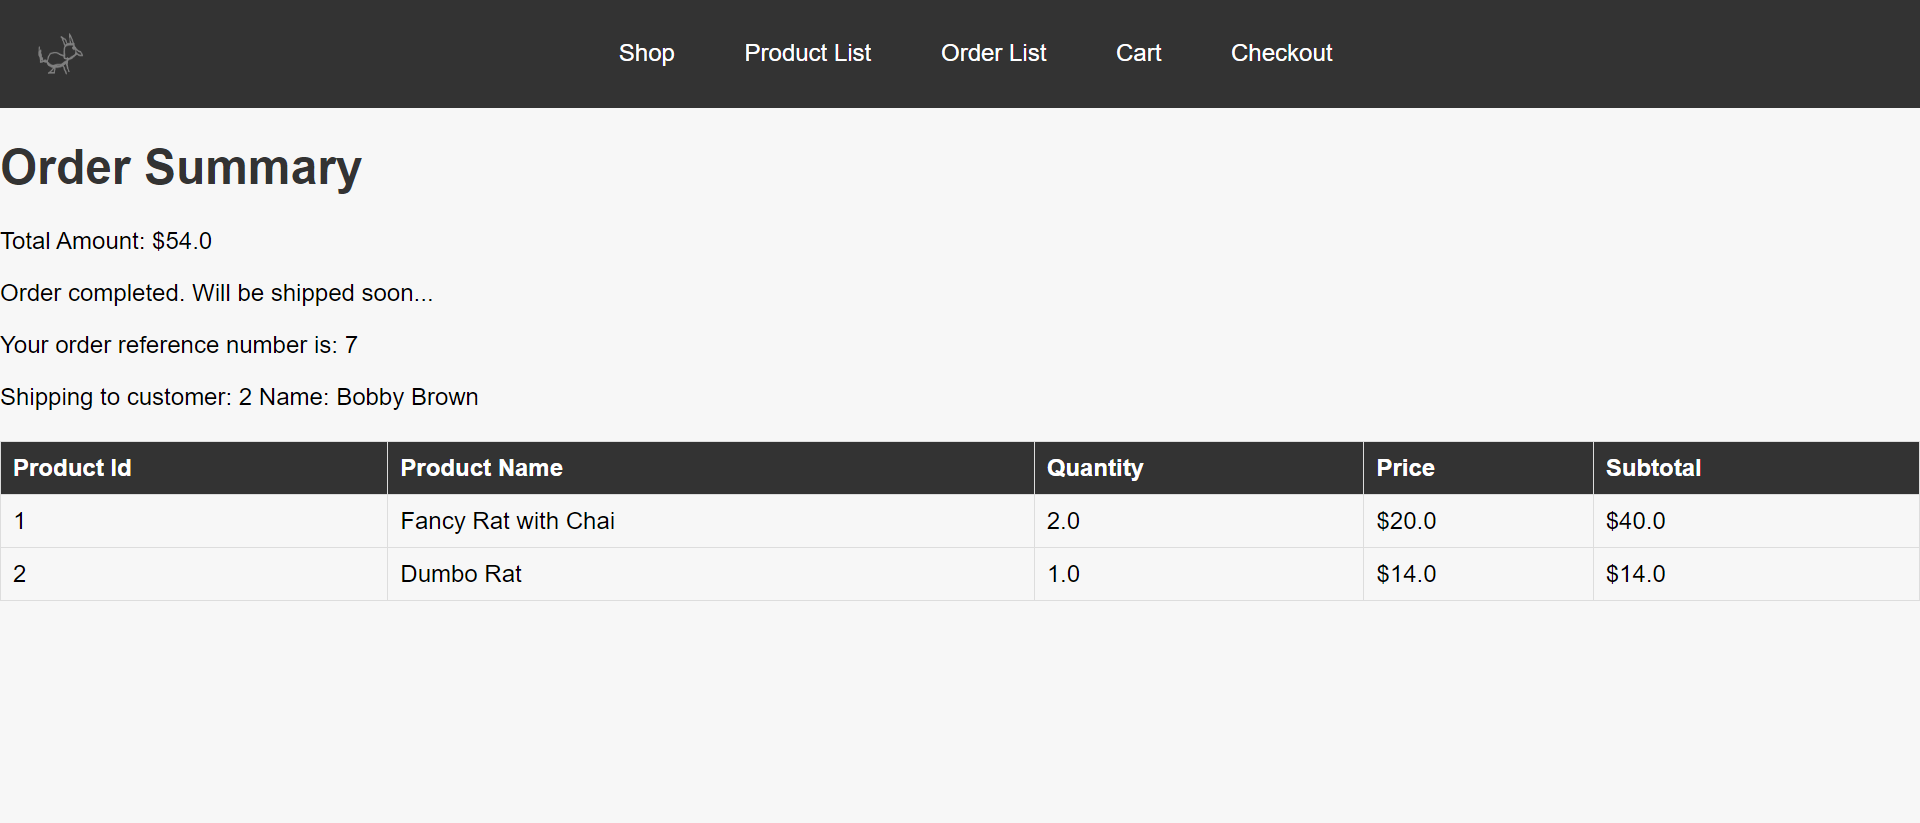 Shop Product List Order List Cart Checkout
Order Summary
Total Amount: $54.0
Order completed. Will be shipped soon...
Your order reference number is: 7
Shipping to customer: 2 Name: Bobby Brown
Product Id Product Name Quantity Price Subtotal
1 Fancy Rat with Chai 2.0 $20.0 $40.0
2 Dumbo Rat 1.0 $14.0 $14.0